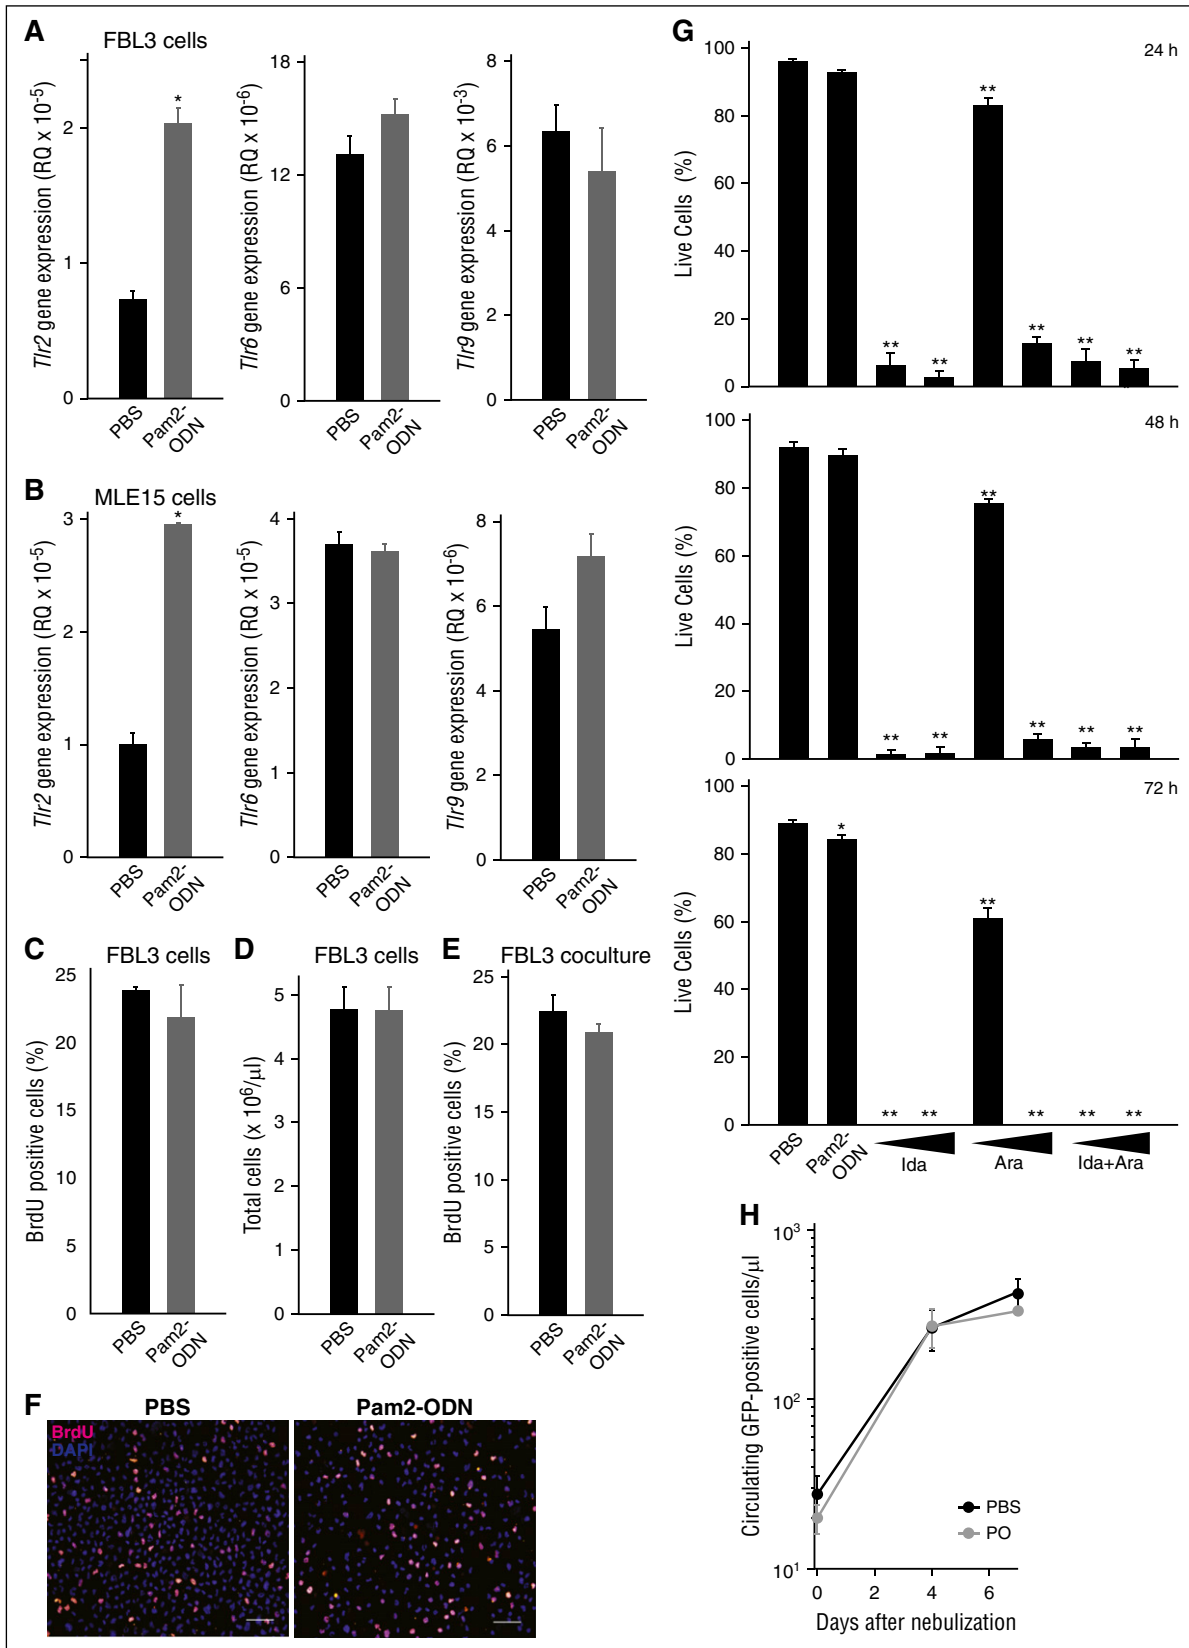 A
FBL3 cells
Tlr2 gene expression (RQ x 10-5)
2
1
0
*
PBS
Pam2-
ODN
Tlr6 gene expression (RQ x 10-6)
18
12
6
0
PBS
Pam2-
ODN
Tlr9 gene expression (RQ x 10-3)
8
6
4
2
0
PBS
Pam2-
ODN
B
MLE15 cells
Tlr2 gene expression (RQ x 10-5)
3
2
1
0
*
PBS
Pam2-
ODN
Tlr6 gene expression (RQ x 10-5)
4
3
2
1
0
PBS
Pam2-
ODN
Tlr9 gene expression (RQ x 10-6)
8
6
4
2
0
PBS
Pam2-
ODN
C
FBL3 cells
BrdU positive cells (%)
25
20
15
10
5
0
PBS
Pam2-
ODN
D
FBL3 cells
Total cells (x 106/µl)
5
4
3
2
1
0
PBS
Pam2-
ODN
E
FBL3 coculture
BrdU positive cells (%)
25
20
15
10
5
0
PBS
Pam2-
ODN
F
PBS
Pam2-ODN
BrdU
DAPI
G
24 h
Live Cells (%)
100
80
60
40
20
0
** ** ** ** ** **
48 h
Live Cells (%)
100
80
60
40
20
0
** ** ** ** ** **
72 h
Live Cells (%)
100
80
60
40
20
0
* ** ** ** ** ** **
PBS
Pam2-
ODN
Ida
Ara
Ida+Ara
H
Circulating GFP-positive cells/µl
103
102
101
0 2 4 6
Days after nebulization
PBS
PO